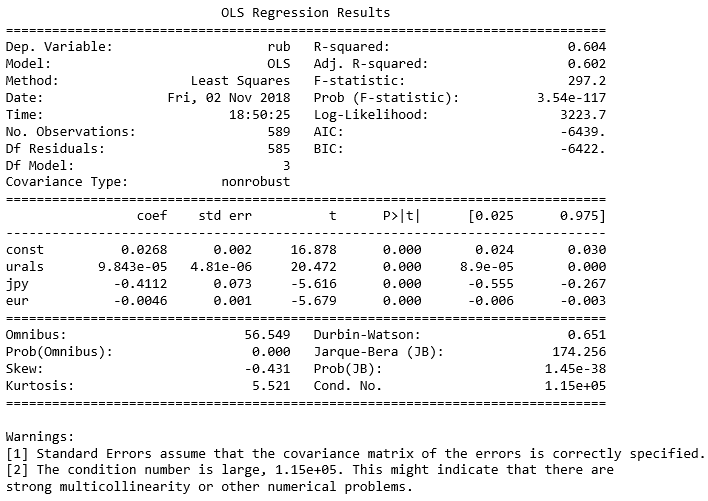 OLS Regression Results
==============================================================================
Dep. Variable:                    rub   R-squared:                       0.604
Model:                            OLS   Adj. R-squared:                  0.602
Method:                 Least Squares   F-statistic:                     297.2
Date:                Fri, 02 Nov 2018   Prob (F-statistic):          3.54e-117
Time:                        18:50:25   Log-Likelihood:                 3223.7
No. Observations:                 589   AIC:                            -6439.
Df Residuals:                     585   BIC:                            -6422.
Df Model:                           3
Covariance Type:            nonrobust
==============================================================================
                 coef    std err          t      P>|t|      [0.025      0.975]
------------------------------------------------------------------------------
const          0.0268      0.002     16.878      0.000       0.024       0.030
urals       9.843e-05   4.81e-06     20.472      0.000     8.9e-05       0.000
jpy           -0.4112      0.073     -5.616      0.000      -0.555      -0.267
eur           -0.0046      0.001     -5.679      0.000      -0.006      -0.003
==============================================================================
Omnibus:                       56.549   Durbin-Watson:                   0.651
Prob(Omnibus):                  0.000   Jarque-Bera (JB):              174.256
Skew:                          -0.431   Prob(JB):                     1.45e-38
Kurtosis:                       5.521   Cond. No.                     1.15e+05
==============================================================================

Warnings:
[1] Standard Errors assume that the covariance matrix of the errors is correctly specified.
[2] The condition number is large, 1.15e+05. This might indicate that there are
strong multicollinearity or other numerical problems.